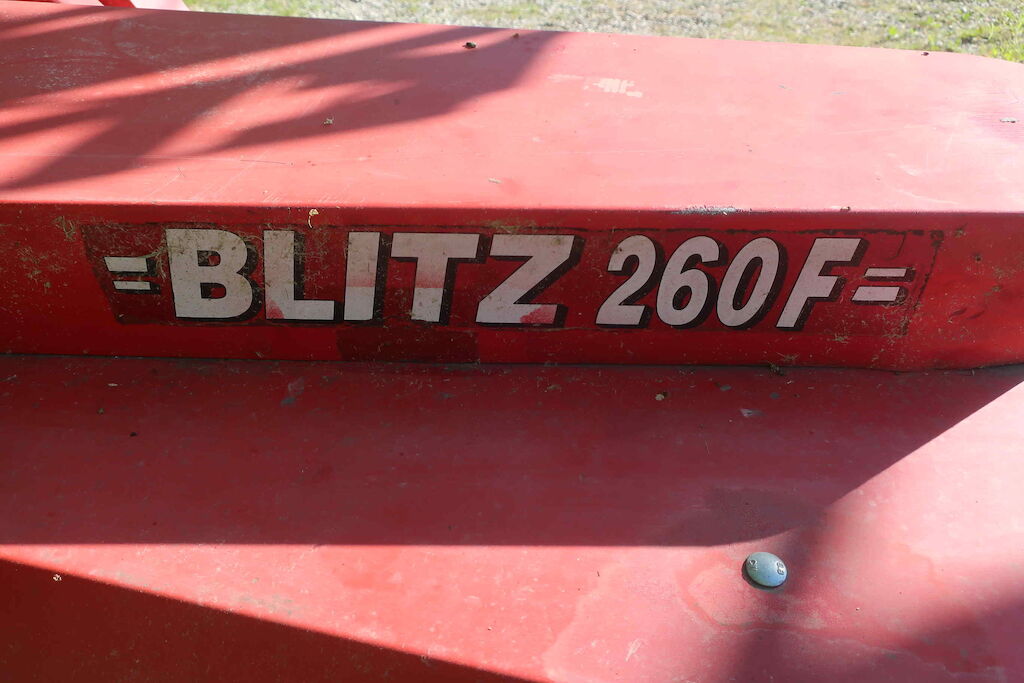 =BLITZ 260F=